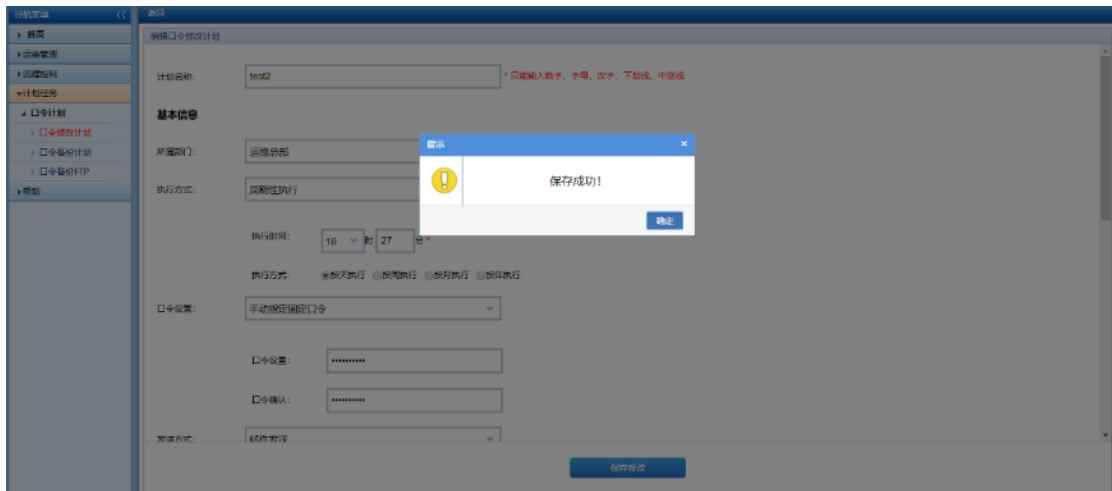 导航菜单
返回
首页
运维管理
流程控制
计划任务
口令计划
口令修改计划
口令备份计划
口令备份FTP
帮助
编辑口令修改计划
计划名称: test2 * 只能输入数字、字母、汉字、下划线、中划线
基本信息
所属部门: 运维总部
执行方式: 周期性执行
执行时间: 16 时 27 分 *
执行方式: 按天执行 按周执行 按月执行 按年执行
口令设置: 手动指定固定口令
口令设置: ••••••••••
口令确认: ••••••••••
发送方式: 邮件发送
保存修改
提示
保存成功!
确定